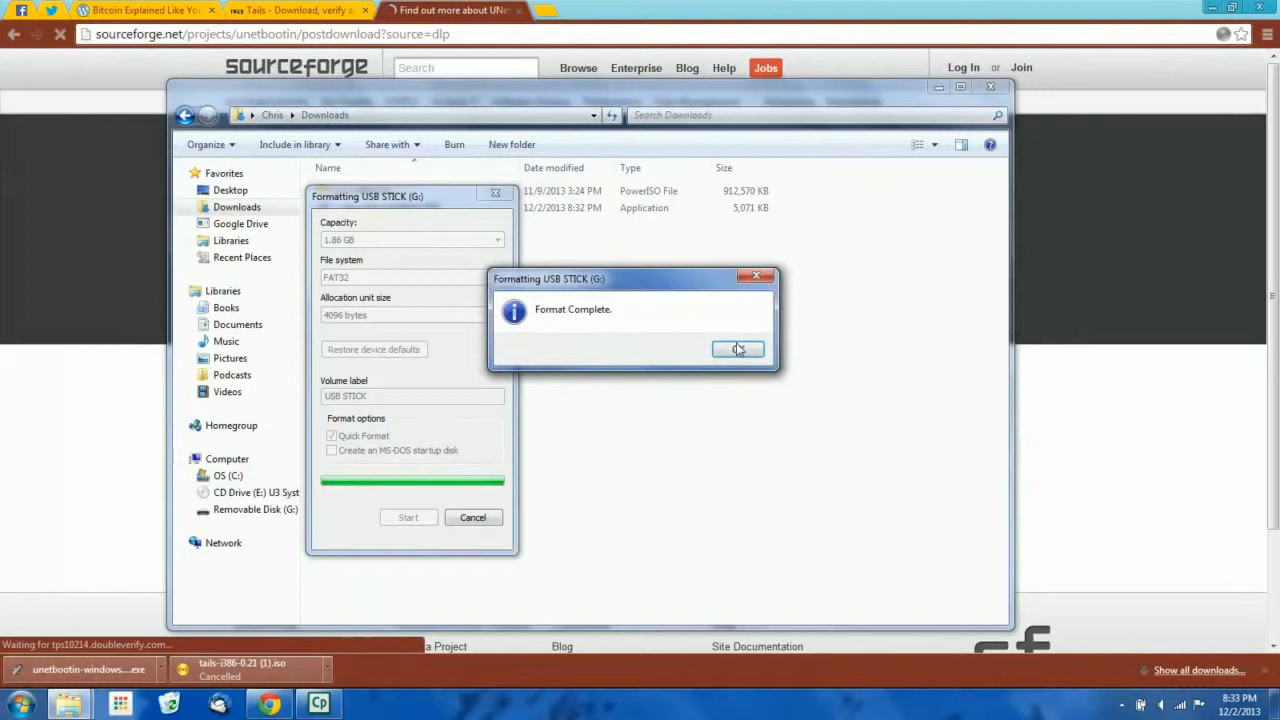 Bitcoin Explained Like Yo
Tails - Download, verify a
Find out more about UNe
sourceforge.net/projects/unetbootin/postdownload?source=dlp
sourceforge
Search
Browse
Enterprise
Blog
Help
Jobs
Log In or Join
Chris
Downloads
Search Downloads
Organize
Include in library
Share with
Burn
New folder
Name
Date modified
Type
Size
11/9/2013 3:24 PM PowerISO File 912,570 KB
12/2/2013 8:32 PM Application 5,071 KB
Favorites
Desktop
Downloads
Google Drive
Libraries
Recent Places
Libraries
Books
Documents
Music
Pictures
Podcasts
Videos
Homegroup
Computer
OS (C:)
CD Drive (E:) U3 Syst
Removable Disk (G:)
Network
Formatting USB STICK (G:)
Capacity:
1.86 GB
File system
FAT32
Allocation unit size
4096 bytes
Restore device defaults
Volume label
USB STICK
Format options
Quick Format
Create an MS-DOS startup disk
Start
Cancel
Formatting USB STICK (G:)
Format Complete.
Waiting for tps10214.doubleverify.com...
a Project
Blog
Site Documentation
unetbootin-windows....exe
tails-i386-0.21 (1).iso
Cancelled
Show all downloads...
Cp
8:33 PM
12/2/2013